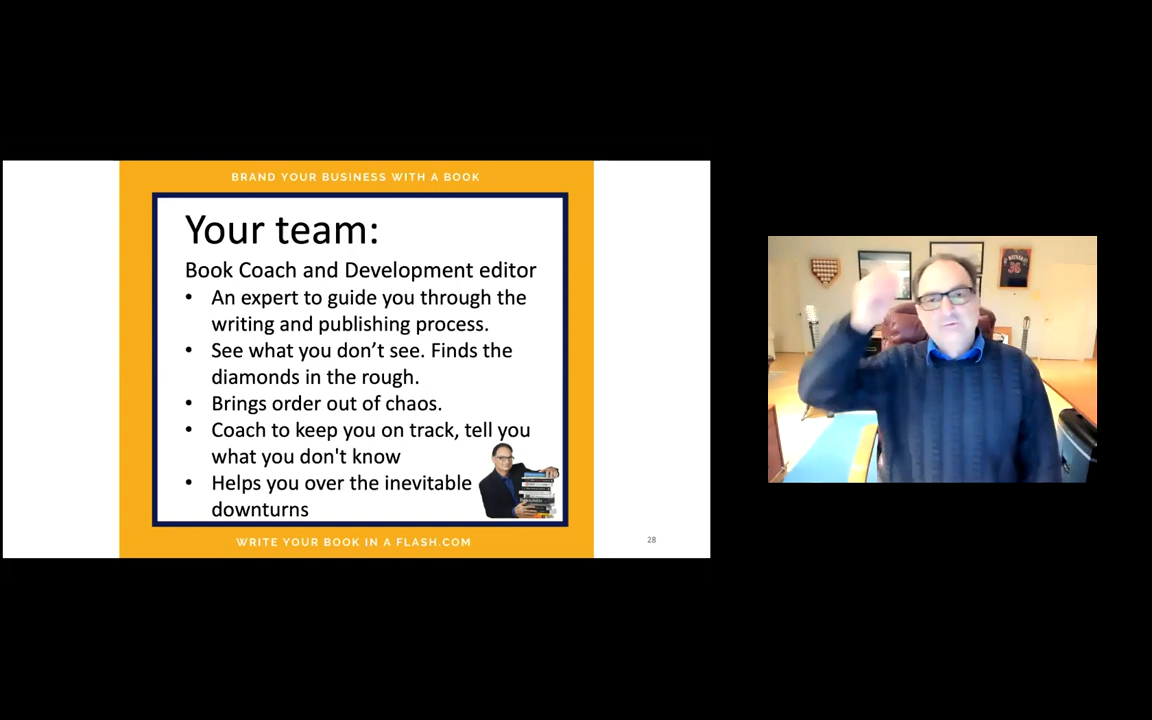 BRAND YOUR BUSINESS WITH A BOOK
Your team:
Book Coach and Development editor
• An expert to guide you through the
writing and publishing process.
• See what you don’t see. Finds the
diamonds in the rough.
• Brings order out of chaos.
• Coach to keep you on track, tell you
what you don't know
• Helps you over the inevitable
downturns
WRITE YOUR BOOK IN A FLASH.COM
28
36